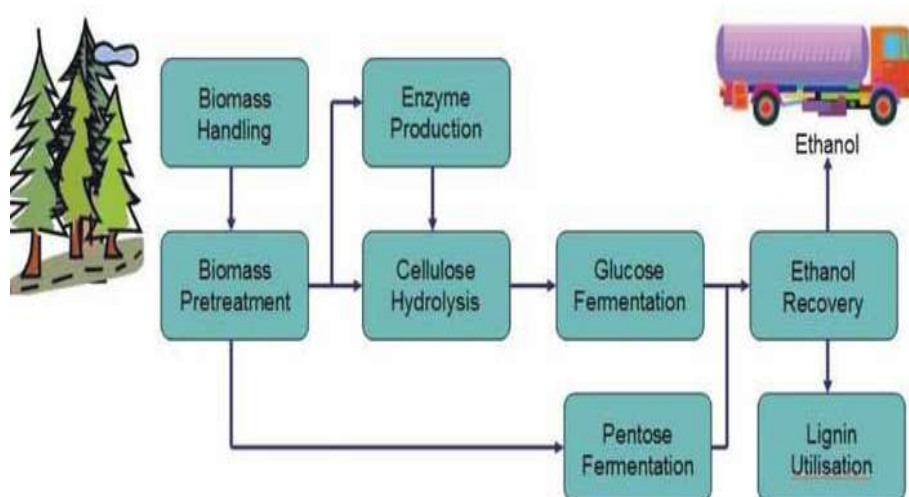 Biomass
Handling
Enzyme
Production
Ethanol
Biomass
Pretreatment
Cellulose
Hydrolysis
Glucose
Fermentation
Ethanol
Recovery
Pentose
Fermentation
Lignin
Utilisation